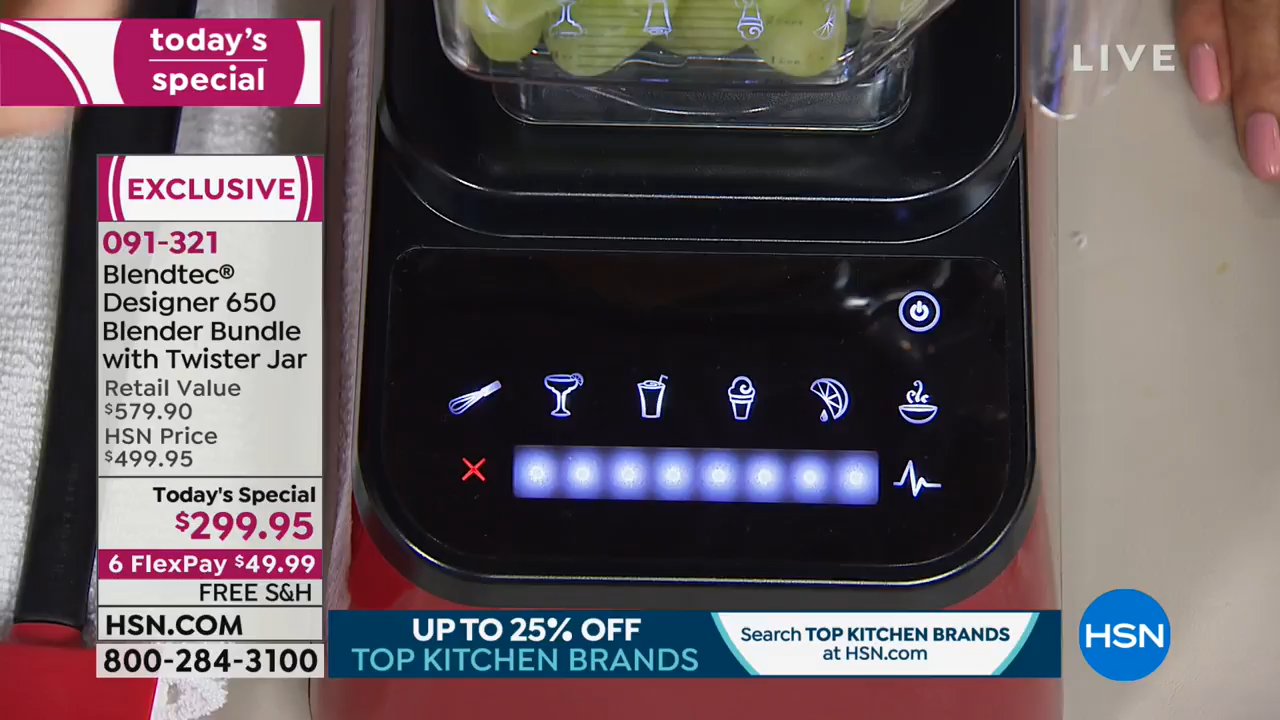 today's
special
LIVE
EXCLUSIVE
091-321
Blendtec®
Designer 650
Blender Bundle
with Twister Jar
Retail Value
$579.90
HSN Price
$499.95
Today's Special
$299.95
6 FlexPay $49.99
FREE S&H
HSN.COM
800-284-3100
UP TO 25% OFF
TOP KITCHEN BRANDS
Search TOP KITCHEN BRANDS
at HSN.com
HSN